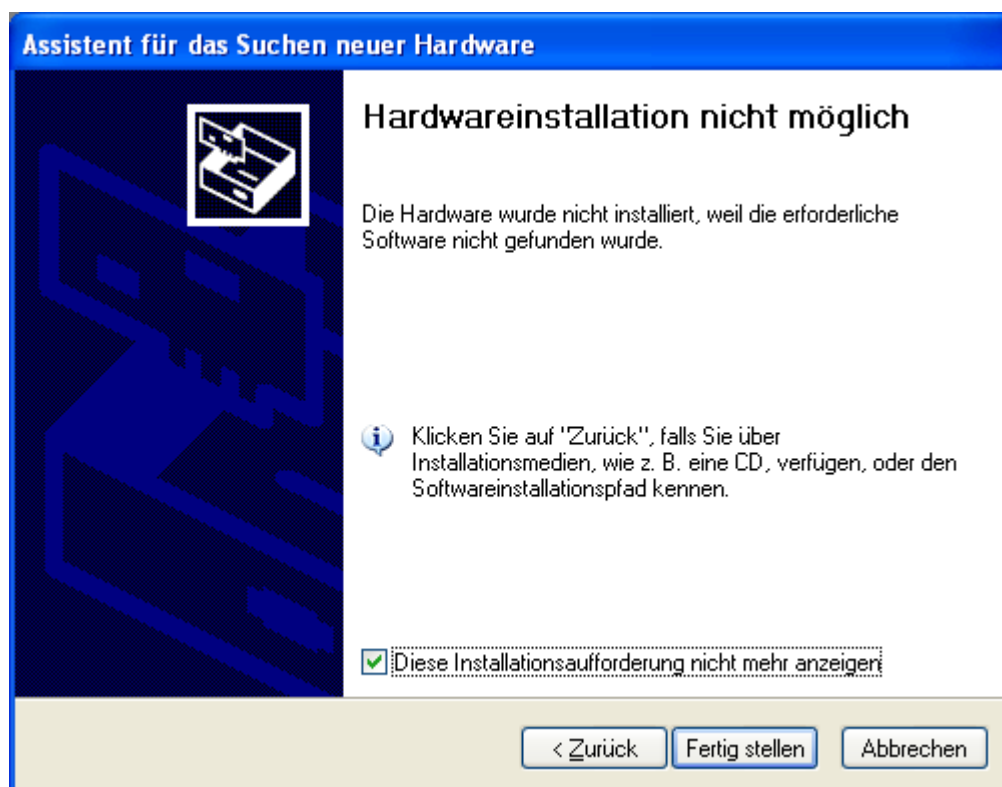 Assistent für das Suchen neuer Hardware
Hardwareinstallation nicht möglich
Die Hardware wurde nicht installiert, weil die erforderliche
Software nicht gefunden wurde.
Klicken Sie auf "Zurück", falls Sie über
Installationsmedien, wie z. B. eine CD, verfügen, oder den
Softwareinstallationspfad kennen.
Diese Installationsaufforderung nicht mehr anzeigen
< Zurück
Fertig stellen
Abbrechen